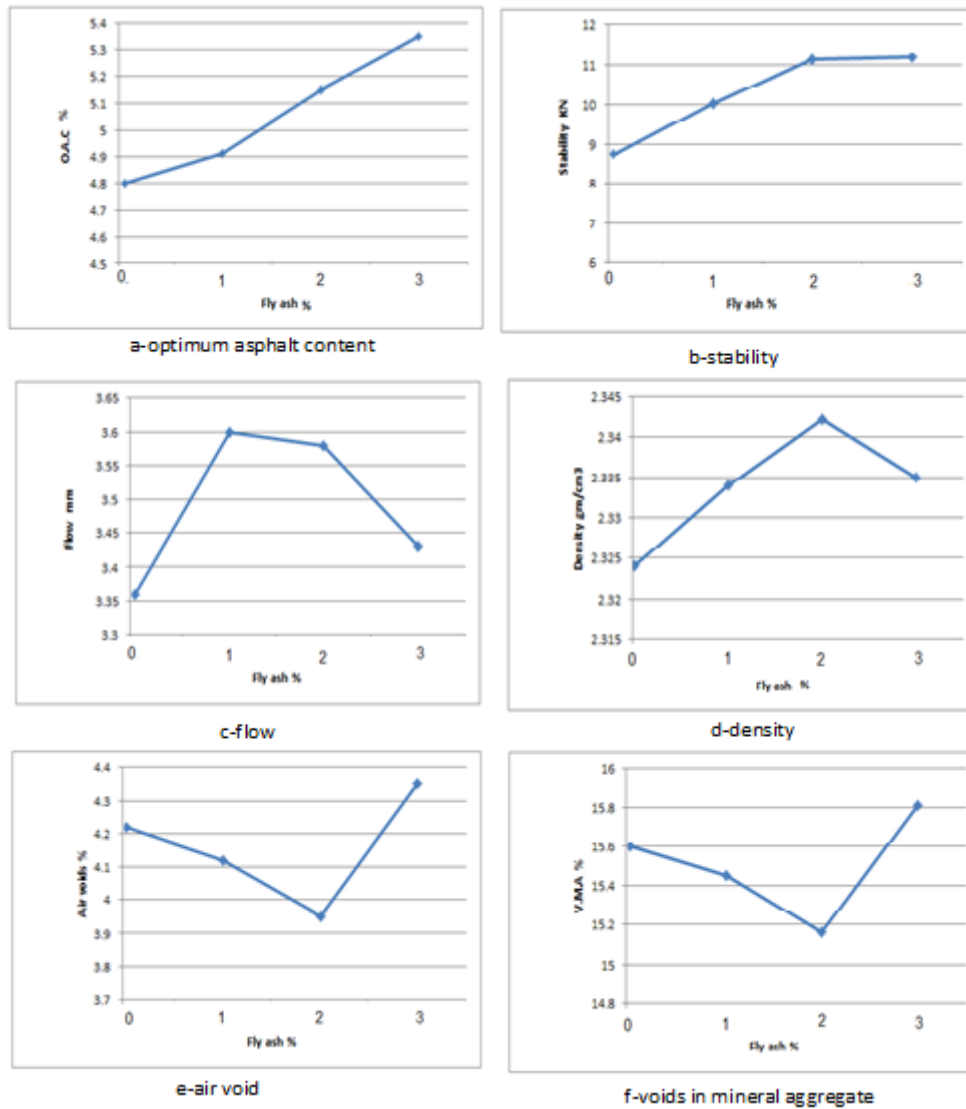 5.4
5.3
5.2
5.1
5
4.9
4.8
4.7
4.6
4.5
O.A.C %
0 1 2 3
Fly ash %
a-optimum asphalt content
12
11
10
9
8
7
6
Stability KN
0 1 2 3
Fly ash %
b-stability
3.65
3.6
3.55
3.5
3.45
3.4
3.35
3.3
Flow mm
0 1 2 3
Fly ash %
c-flow
2.345
2.34
2.335
2.33
2.325
2.32
2.315
Density gm/cm3
0 1 2 3
Fly ash %
d-density
4.4
4.3
4.2
4.1
4
3.9
3.8
3.7
Air voids %
0 1 2 3
Fly ash %
e-air void
16
15.8
15.6
15.4
15.2
15
14.8
V.M.A %
0 1 2 3
Fly ash %
f-voids in mineral aggregate